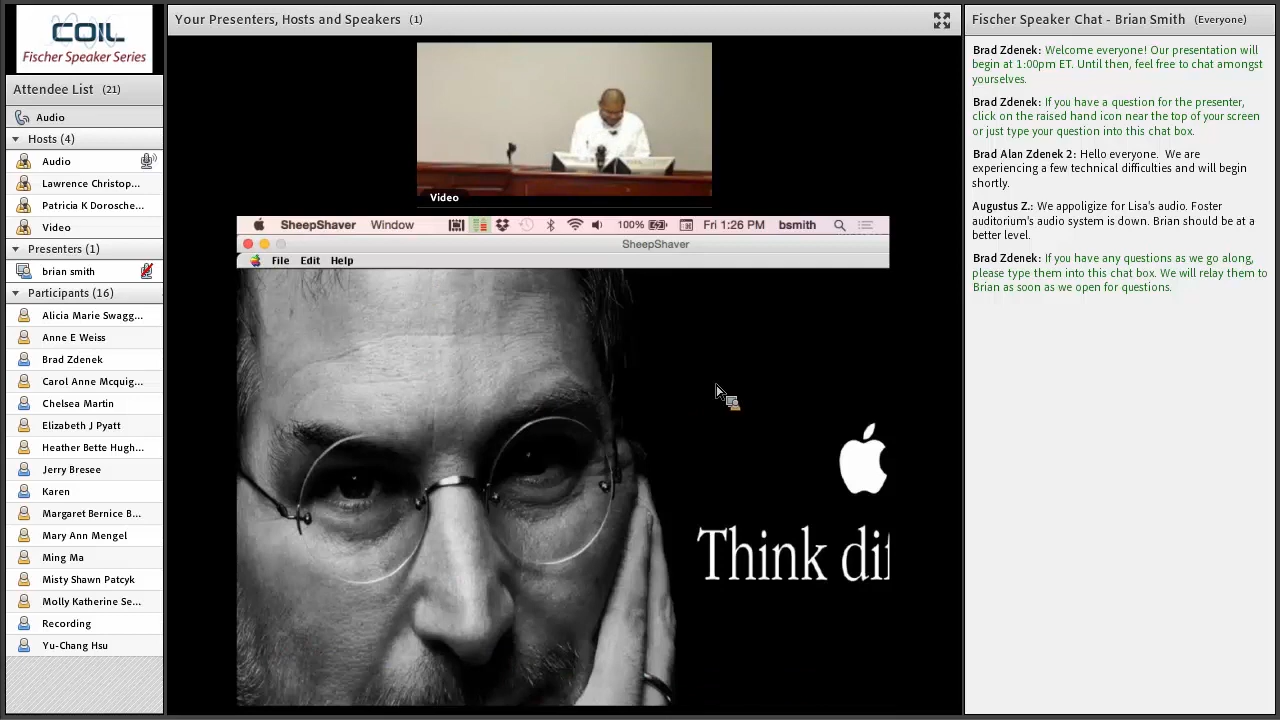 COIL
Fischer Speaker Series
Attendee List (21)
Audio
Hosts (4)
Audio
Lawrence Christop...
Patricia K Dorosche...
Video
Presenters (1)
brian smith
Participants (16)
Alicia Marie Swagg...
Anne E Weiss
Brad Zdenek
Carol Anne Mcquig...
Chelsea Martin
Elizabeth J Pyatt
Heather Bette Hugh...
Jerry Bresee
Karen
Margaret Bernice B...
Mary Ann Mengel
Ming Ma
Misty Shawn Patcyk
Molly Katherine Se...
Recording
Yu-Chang Hsu
Your Presenters, Hosts and Speakers (1)
Video
SheepShaver Window 100% Fri 1:26 PM bsmith
SheepShaver
File Edit Help
Think dif
Fischer Speaker Chat - Brian Smith (Everyone)
Brad Zdenek: Welcome everyone! Our presentation will
begin at 1:00pm ET. Until then, feel free to chat amongst
yourselves.
Brad Zdenek: If you have a question for the presenter,
click on the raised hand icon near the top of your screen
or just type your question into this chat box.
Brad Alan Zdenek 2: Hello everyone. We are
experiencing a few technical difficulties and will begin
shortly.
Augustus Z.: We appoligize for Lisa's audio. Foster
auditorium's audio system is down. Brian should be at a
better level.
Brad Zdenek: If you have any questions as we go along,
please type them into this chat box. We will relay them to
Brian as soon as we open for questions.